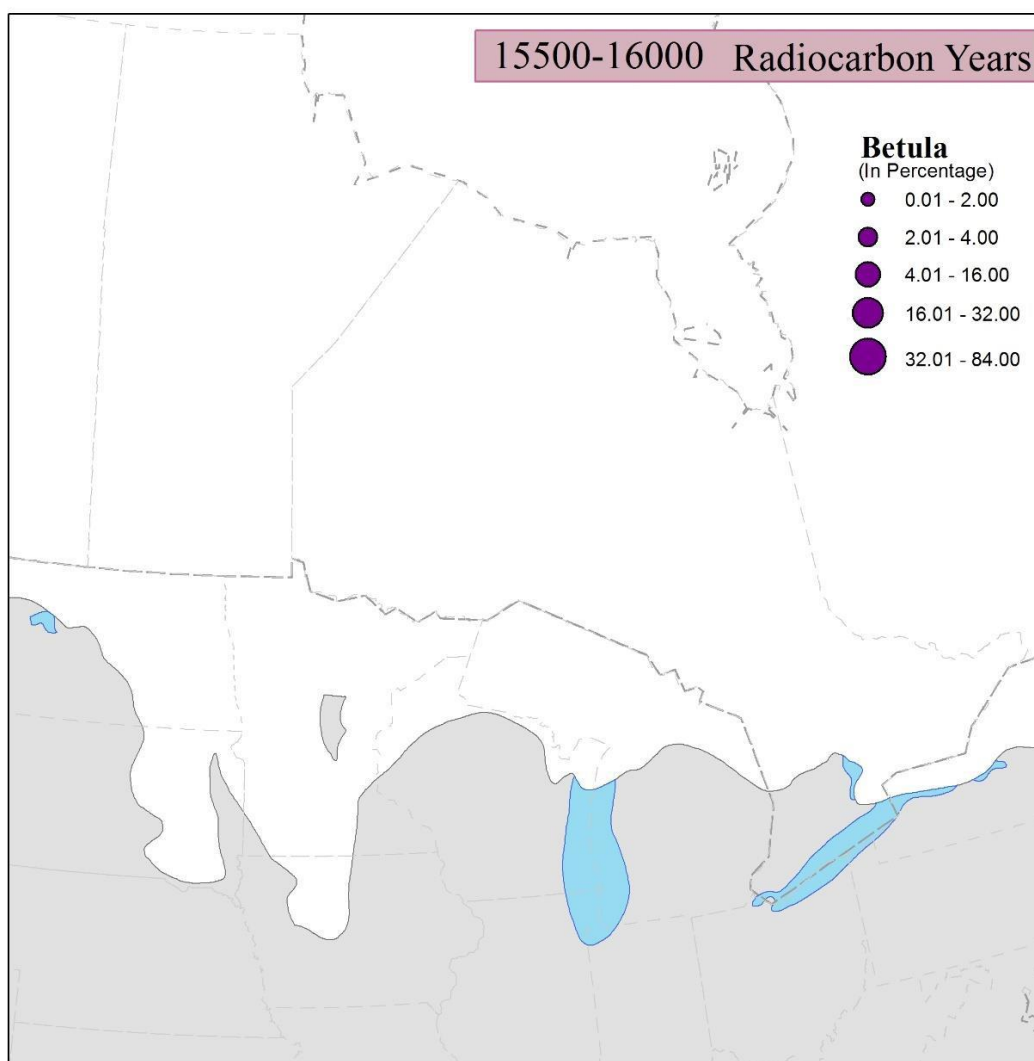 15500-16000 Radiocarbon Years
Betula
(In Percentage)
0.01 - 2.00
2.01 - 4.00
4.01 - 16.00
16.01 - 32.00
32.01 - 84.00